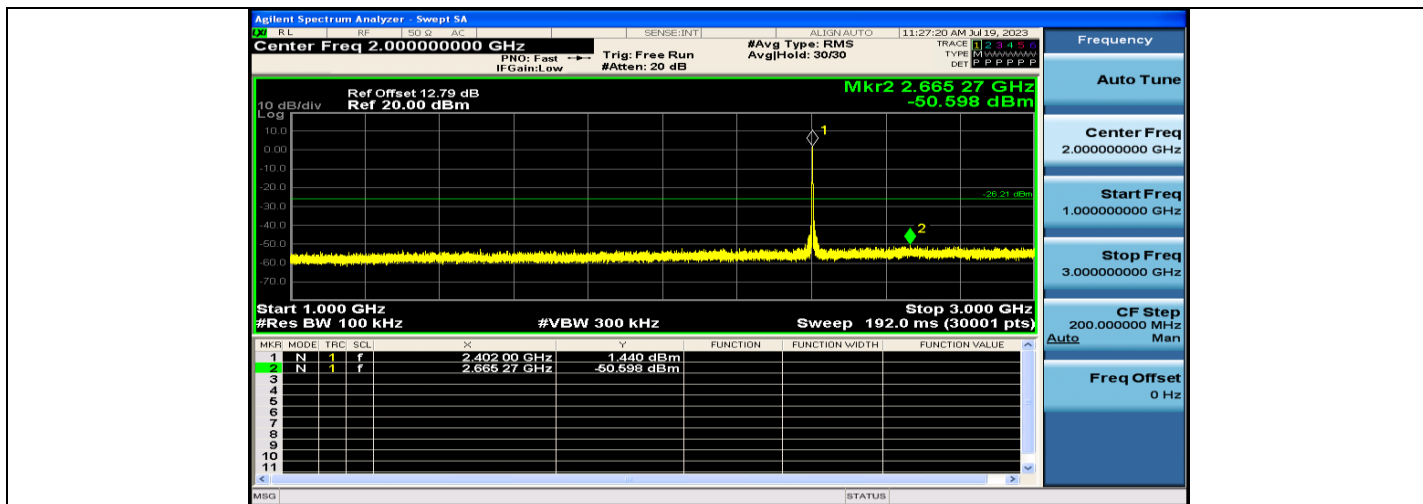 Agilent Spectrum Analyzer - Swept SA
LXI RL RF 50 Ω AC SENSE:INT ALIGN AUTO 11:27:20 AM Jul 19, 2023
Center Freq 2.000000000 GHz
PNO: Fast
IFGain:Low
Trig: Free Run
#Atten: 20 dB
#Avg Type: RMS
Avg|Hold: 30/30
TRACE 1 2 3 4 5 6
TYPE M W W W W W
DET P P P P P P
Mkr2 2.665 27 GHz
-50.598 dBm
Ref Offset 12.79 dB
10 dB/div Ref 20.00 dBm
Log
10.0
0.00
-10.0
-20.0
-30.0
-40.0
-50.0
-60.0
-70.0
1
-26.21 dBm
2
Start 1.000 GHz Stop 3.000 GHz
#Res BW 100 kHz #VBW 300 kHz Sweep 192.0 ms (30001 pts)
MKR MODE TRC SCL X Y FUNCTION FUNCTION WIDTH FUNCTION VALUE
1 N 1 f 2.402 00 GHz 1.440 dBm
2 N 1 f 2.665 27 GHz -50.598 dBm
3
4
5
6
7
8
9
10
11
MSG STATUS
Frequency
Auto Tune
Center Freq
2.000000000 GHz
Start Freq
1.000000000 GHz
Stop Freq
3.000000000 GHz
CF Step
200.000000 MHz
Auto Man
Freq Offset
0 Hz